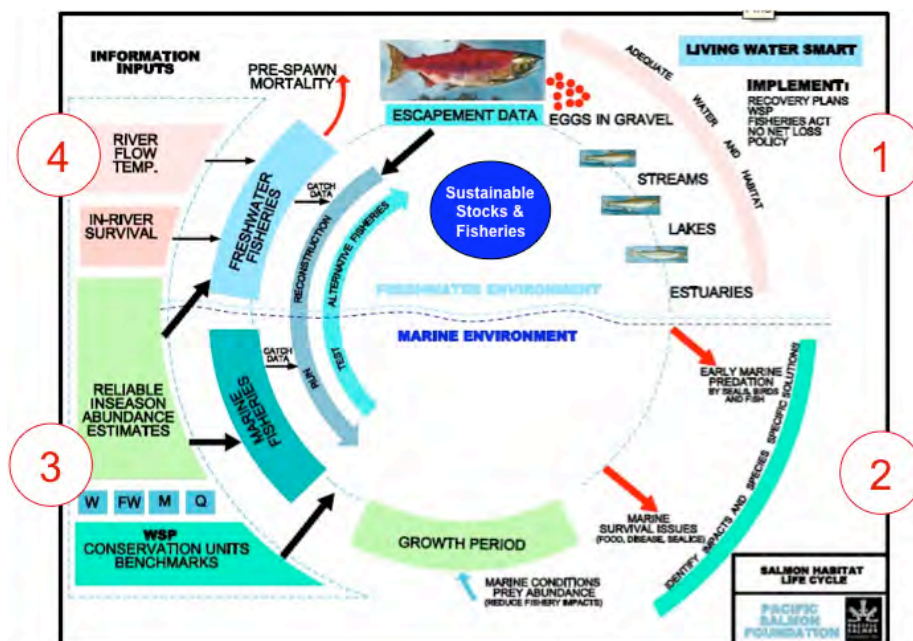 INFORMATION
INPUTS
4
RIVER
FLOW
TEMP.
IN-RIVER
SURVIVAL
RELIABLE
INSEASON
ABUNDANCE
ESTIMATES
3
W FW M Q
WSP
CONSERVATION UNITS
BENCHMARKS
PRE-SPAWN
MORTALITY
FRESHWATER
FISHERIES
MARINE
FISHERIES
CATCH
DATA
CATCH
DATA
RUN RECONSTRUCTION
TEST ALTERNATIVE FISHERIES
ESCAPEMENT DATA
EGGS IN GRAVEL
Sustainable
Stocks &
Fisheries
STREAMS
LAKES
ESTUARIES
FRESHWATER ENVIRONMENT
MARINE ENVIRONMENT
ADEQUATE WATER AND HABITAT
LIVING WATER SMART
IMPLEMENT:
RECOVERY PLANS
WSP
FISHERIES ACT
NO NET LOSS
POLICY
1
EARLY MARINE
PREDATION
BY SEALS, BIRDS
AND FISH
MARINE
SURVIVAL ISSUES
(FOOD, DISEASE, SEALICE)
IDENTIFY IMPACTS AND SPECIES SPECIFIC SOLUTIONS
2
GROWTH PERIOD
MARINE CONDITIONS
PREY ABUNDANCE
(REDUCE FISHERY IMPACTS)
SALMON HABITAT
LIFE CYCLE
PACIFIC
SALMON
FOUNDATION
PACIFIC
SALMON